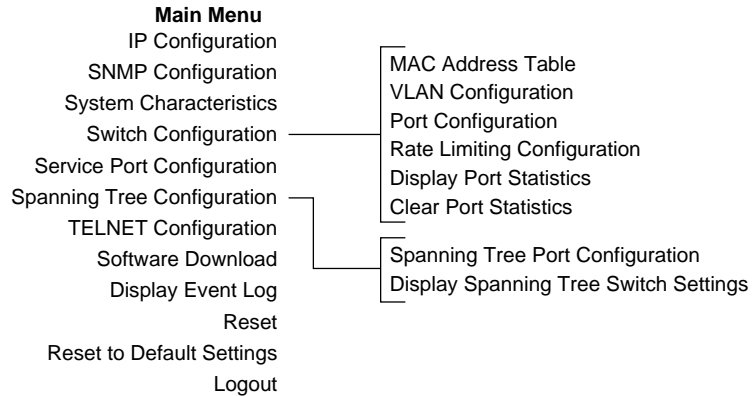 Main Menu
IP Configuration
SNMP Configuration
System Characteristics
Switch Configuration
Service Port Configuration
Spanning Tree Configuration
TELNET Configuration
Software Download
Display Event Log
Reset
Reset to Default Settings
Logout
MAC Address Table
VLAN Configuration
Port Configuration
Rate Limiting Configuration
Display Port Statistics
Clear Port Statistics
Spanning Tree Port Configuration
Display Spanning Tree Switch Settings